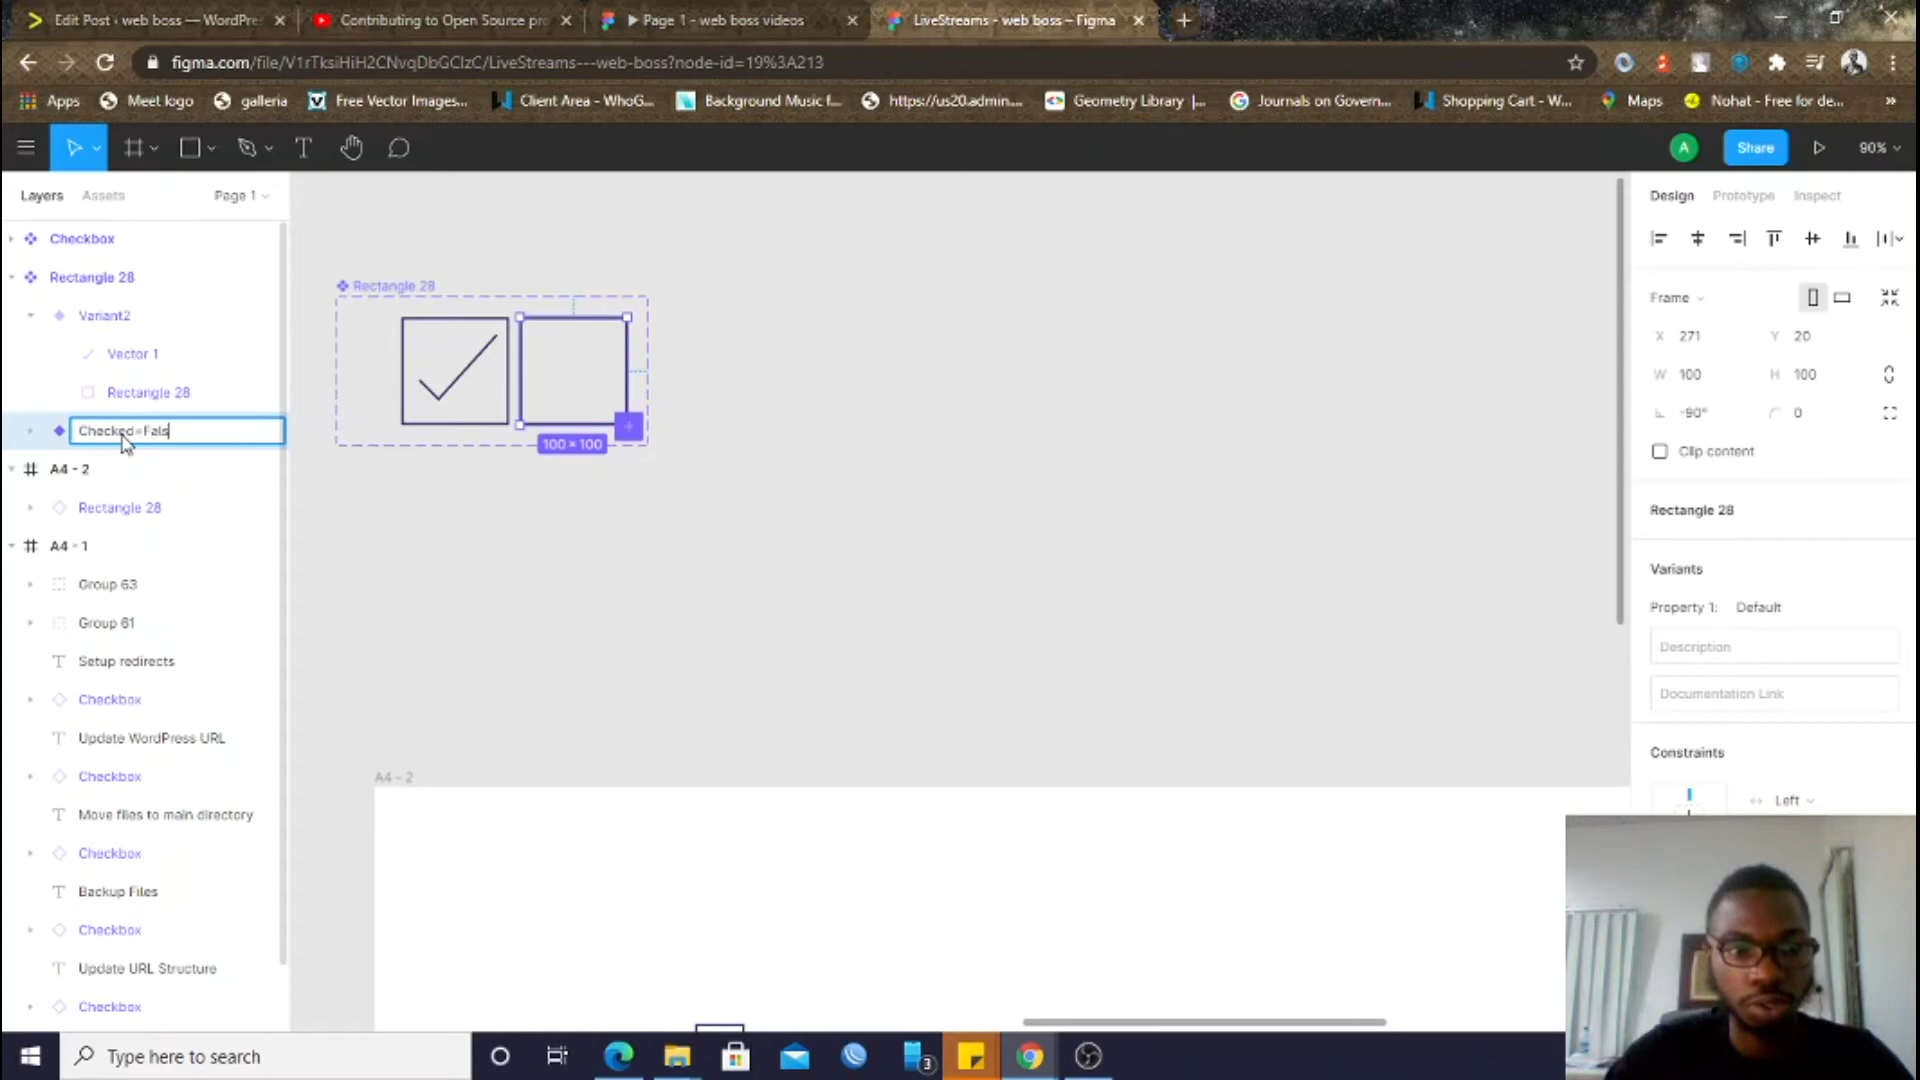 Edit Post ‹ web boss — WordPre
Contributing to Open Source pro
Page 1 - web boss videos
LiveStreams - web boss – Figma
figma.com/file/V1rTksiHiH2CNvqDbGClzC/LiveStreams---web-boss?node-id=19%3A213
Apps
Meet logo
galleria
Free Vector Images...
Client Area - WhoG...
Background Music f...
https://us20.admin....
Geometry Library |...
Journals on Govern...
Shopping Cart - W...
Maps
Nohat - Free for de...
»
A
Share
90%
Layers
Assets
Page 1
Design
Prototype
Inspect
Checkbox
Rectangle 28
Variant2
Vector 1
Rectangle 28
Checked=Fals
A4 - 2
Rectangle 28
A4 - 1
Group 63
Group 61
Setup redirects
Checkbox
Update WordPress URL
Checkbox
Move files to main directory
Checkbox
Backup Files
Checkbox
Update URL Structure
Checkbox
Rectangle 28
100 × 100
A4 - 2
Frame
X 271
Y 20
W 100
H 100
-90°
0
Clip content
Rectangle 28
Variants
Property 1: Default
Description
Documentation Link
Constraints
Left
Type here to search
3